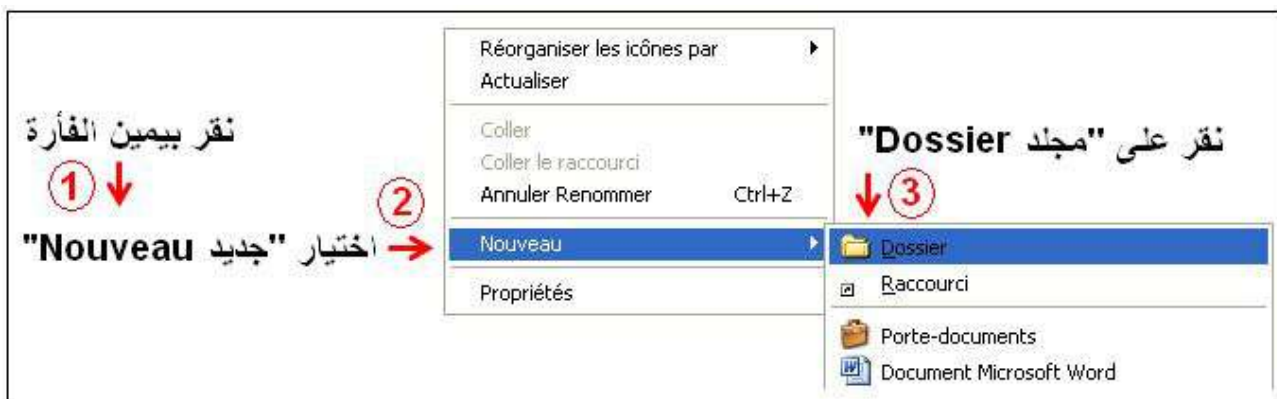 نقر بيمين الفأرة
1
اختيار "جديد Nouveau"
2
Réorganiser les icônes par
Actualiser
Coller
Coller le raccourci
Annuler Renommer Ctrl+Z
Nouveau
Propriétés
نقر على "مجلد Dossier"
3
Dossier
Raccourci
Porte-documents
Document Microsoft Word